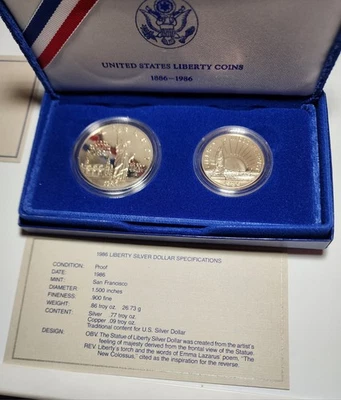 UNITED STATES LIBERTY COINS
1886-1986
1986 LIBERTY SILVER DOLLAR SPECIFICATIONS
CONDITION: Proof
DATE: 1986
MINT: San Francisco
DIAMETER: 1.500 inches
FINENESS: .900 fine
WEIGHT .86 troy oz. 26.73 g
CONTENT: Silver .77 troy oz.
Copper .09 troy oz.
Traditional content for U.S. Silver Dollar
DESIGN: OBV. The Statue of Liberty Silver Dollar was created from the artist's
feeling of majesty derived from the frontal view of the Statue.
REV. Liberty's torch and the words of Emma Lazarus' poem, "The
New Colossus," cited as the inspiration for the reverse.